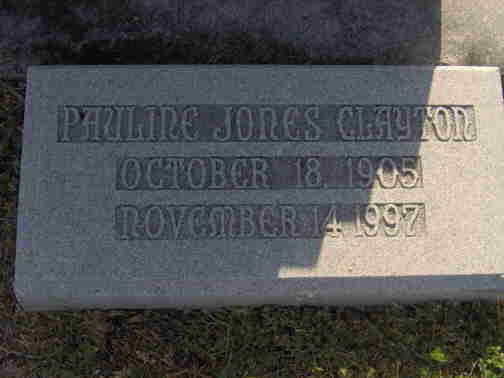 PAULINE JONES CLAYTON
OCTOBER 18, 1905
NOVEMBER 14 1997